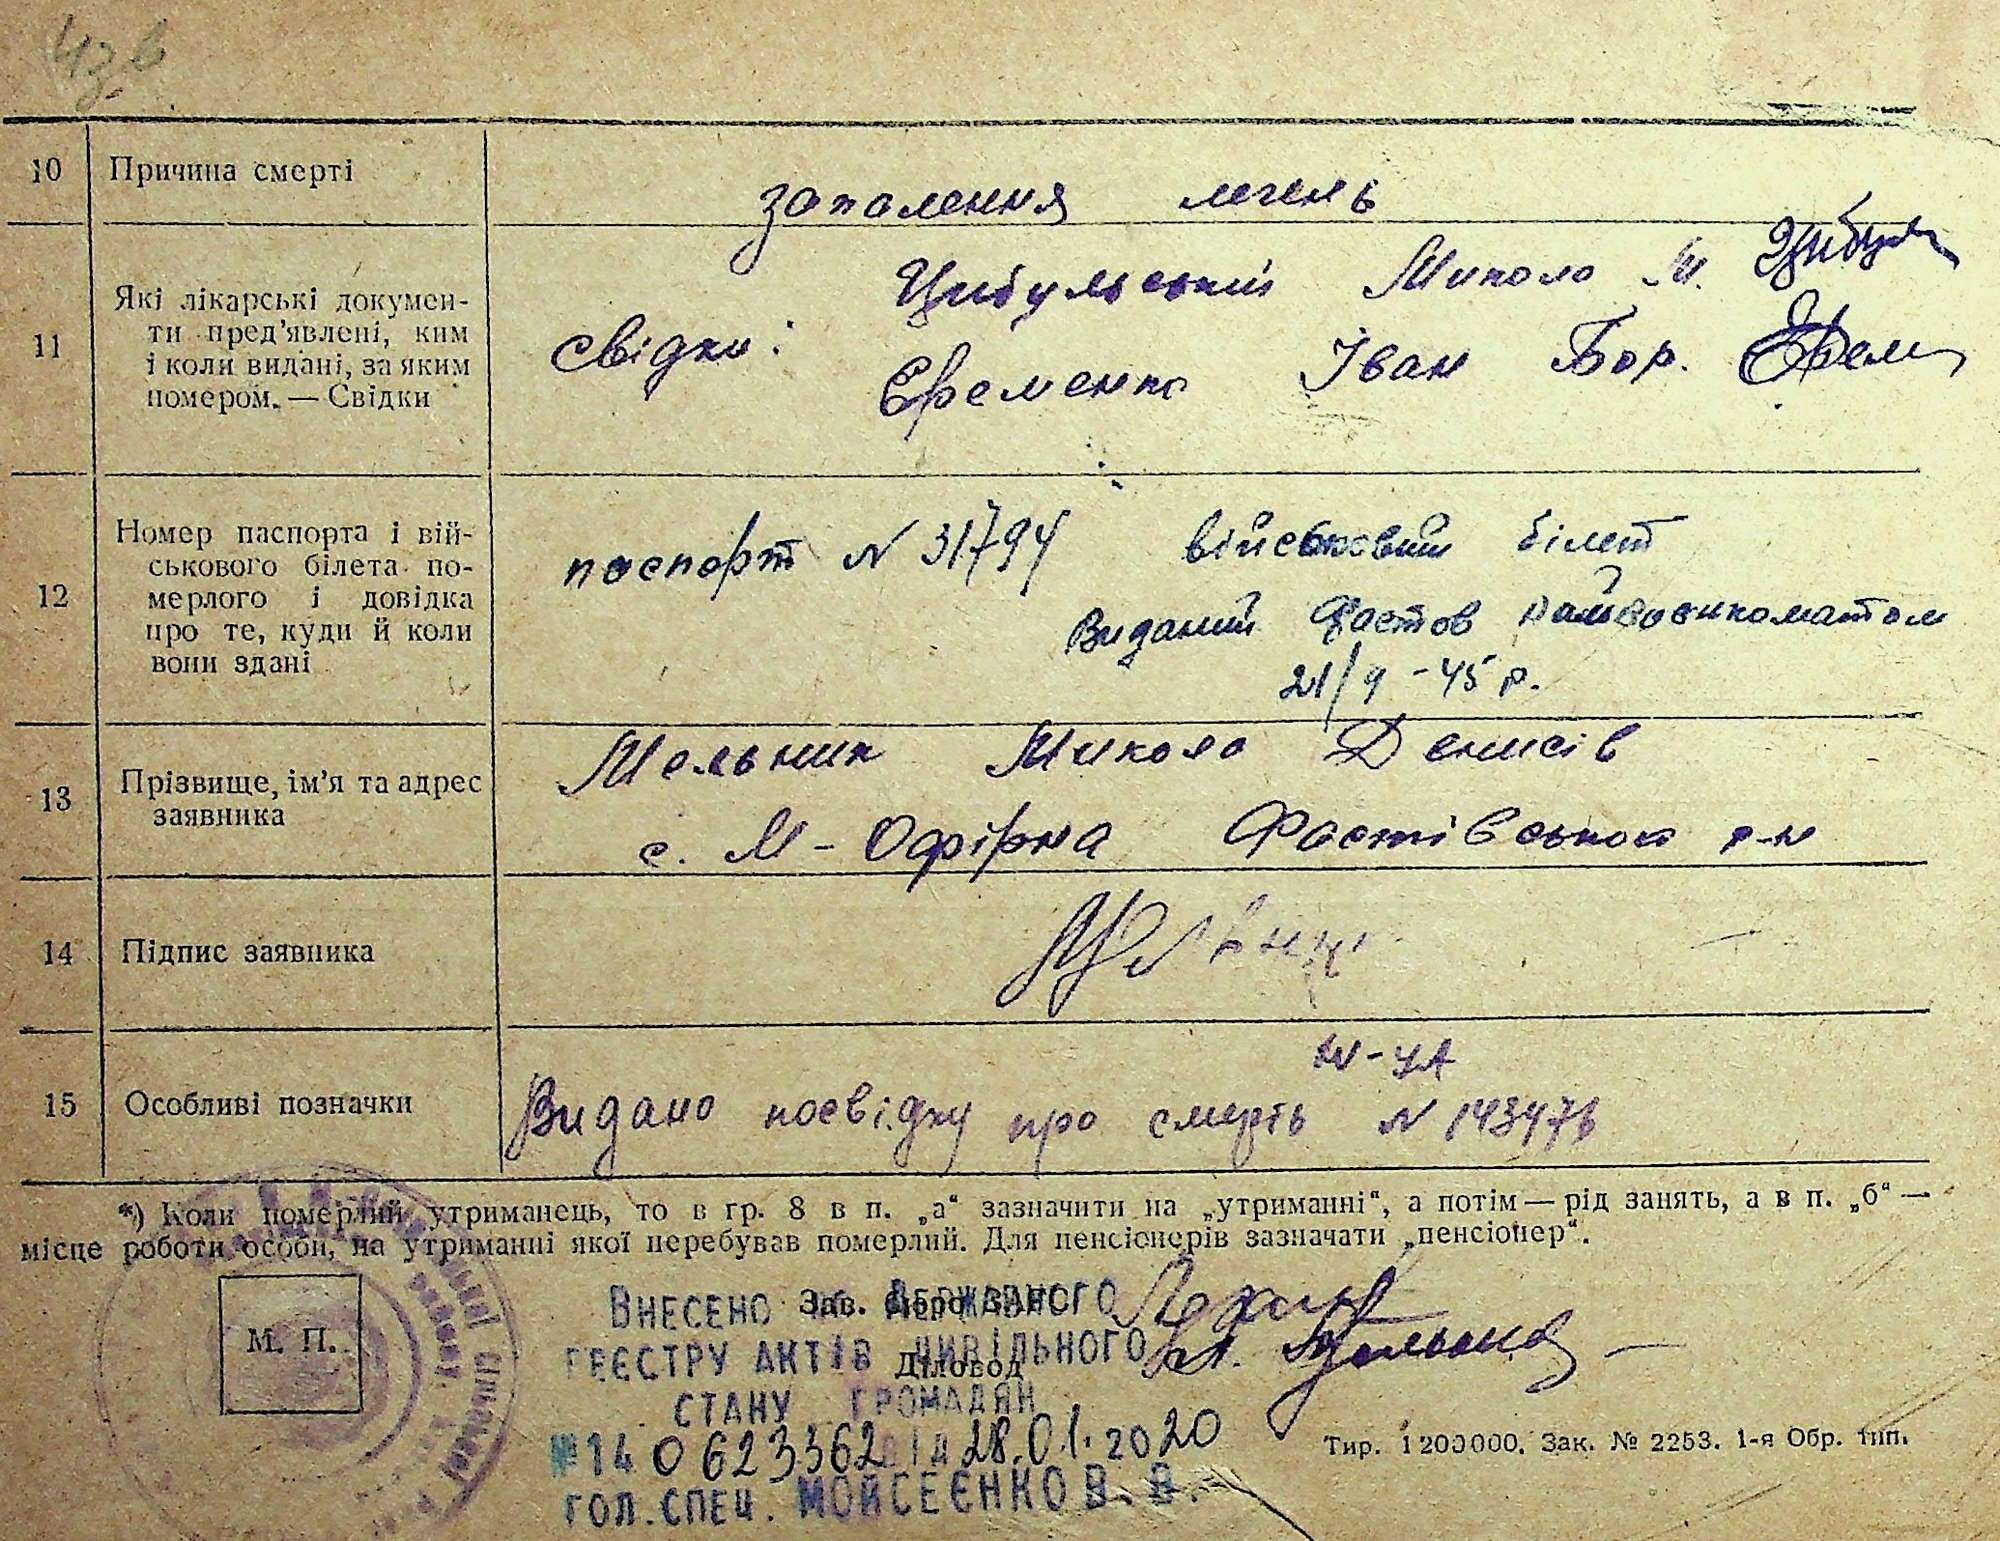 10 Причина смерті
запалення легень
11 Які лікарські докумен-
ти пред'явлені, ким
і коли видані, за яким
номером. — Свідки
Цибульський Микола М. Цибул
свідки:
Єфременко Іван Бор. Єфрем
12 Номер паспорта і вій-
ськового білета по-
мерлого і довідка
про те, куди й коли
вони здані
паспорт N 31794 військовий білет
Виданий Фастов райвоєнкоматом
21/9 - 45 р.
13 Прізвище, ім'я та адрес
заявника
Мельник Микола Денисів
с. М-Офірна Фастівського р-н
14 Підпис заявника
15 Особливі позначки
Видано посвідку про смерть N 143476
*) Коли померлий утриманець, то в гр. 8 в п. „а“ зазначити на „утриманні“, а потім — рід занять, а в п. „б“ —
місце роботи особи, на утриманні якої перебував померлий. Для пенсіонерів зазначати „пенсіонер“.
М. П.
Зав. бюро ЗАГС
Діловод
ВНЕСЕНО ДО ДЕРЖАВНОГО
РЕЄСТРУ АКТІВ ЦИВІЛЬНОГО
СТАНУ ГРОМАДЯН
№ 140623362 від 28.01.2020
ГОЛ. СПЕЦ. МОЙСЕЄНКО В. В.
Тир. 1200000. Зак. № 2253. 1-я Обр. тип.